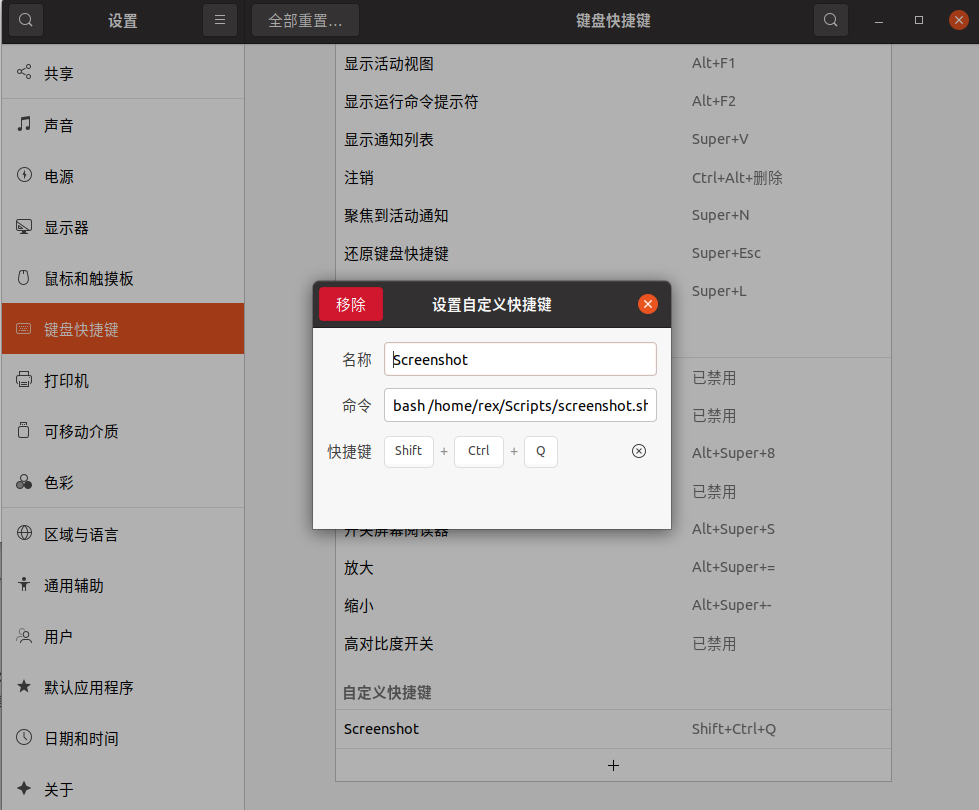 设置
全部重置…
键盘快捷键
共享
声音
电源
显示器
鼠标和触摸板
键盘快捷键
打印机
可移动介质
色彩
区域与语言
通用辅助
用户
默认应用程序
日期和时间
关于
显示活动视图 Alt+F1
显示运行命令提示符 Alt+F2
显示通知列表 Super+V
注销 Ctrl+Alt+删除
聚焦到活动通知 Super+N
还原键盘快捷键 Super+Esc
Super+L
已禁用
已禁用
Alt+Super+8
已禁用
开关屏幕阅读器 Alt+Super+S
放大 Alt+Super+=
缩小 Alt+Super+-
高对比度开关 已禁用
自定义快捷键
Screenshot Shift+Ctrl+Q
+
移除 设置自定义快捷键
名称 Screenshot
命令 bash /home/rex/Scripts/screenshot.sh
快捷键 Shift + Ctrl + Q